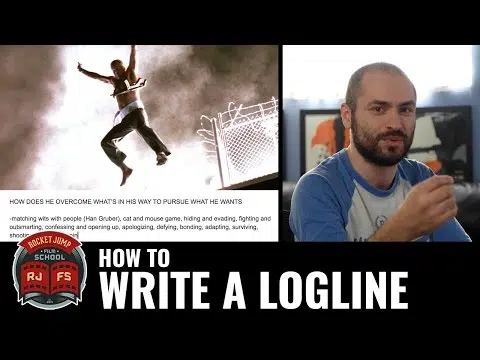 HOW DOES HE OVERCOME WHAT'S IN HIS WAY TO PURSUE WHAT HE WANTS
-matching wits with people (Han Gruber), cat and mouse game, hiding and evading, fighting and
outsmarting, confessing and opening up, apologizing, defying, bonding, adapting, surviving,
shooting
ROCKET JUMP
FILM
SCHOOL
RJ FS
HOW TO
WRITE A LOGLINE